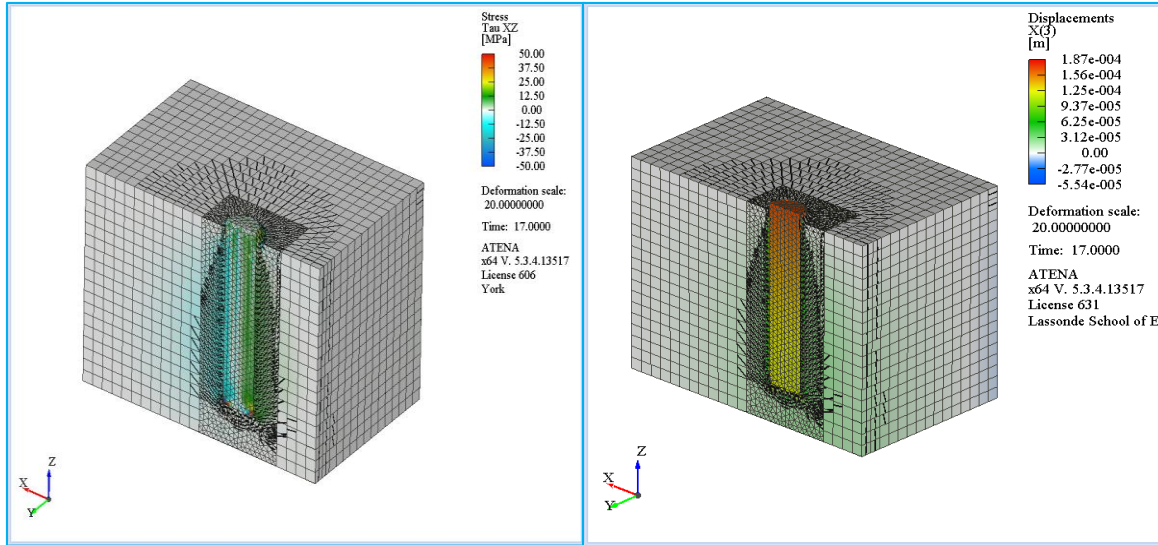 Stress
Tau XZ
[MPa]
50.00
37.50
25.00
12.50
0.00
-12.50
-25.00
-37.50
-50.00
Deformation scale:
20.00000000
Time: 17.0000
ATENA
x64 V. 5.3.4.13517
License 606
York
Z
X
Y
Displacements
X(3)
[m]
1.87e-004
1.56e-004
1.25e-004
9.37e-005
6.25e-005
3.12e-005
0.00
-2.77e-005
-5.54e-005
Deformation scale:
20.00000000
Time: 17.0000
ATENA
x64 V. 5.3.4.13517
License 631
Lassonde School of E
Z
X
Y